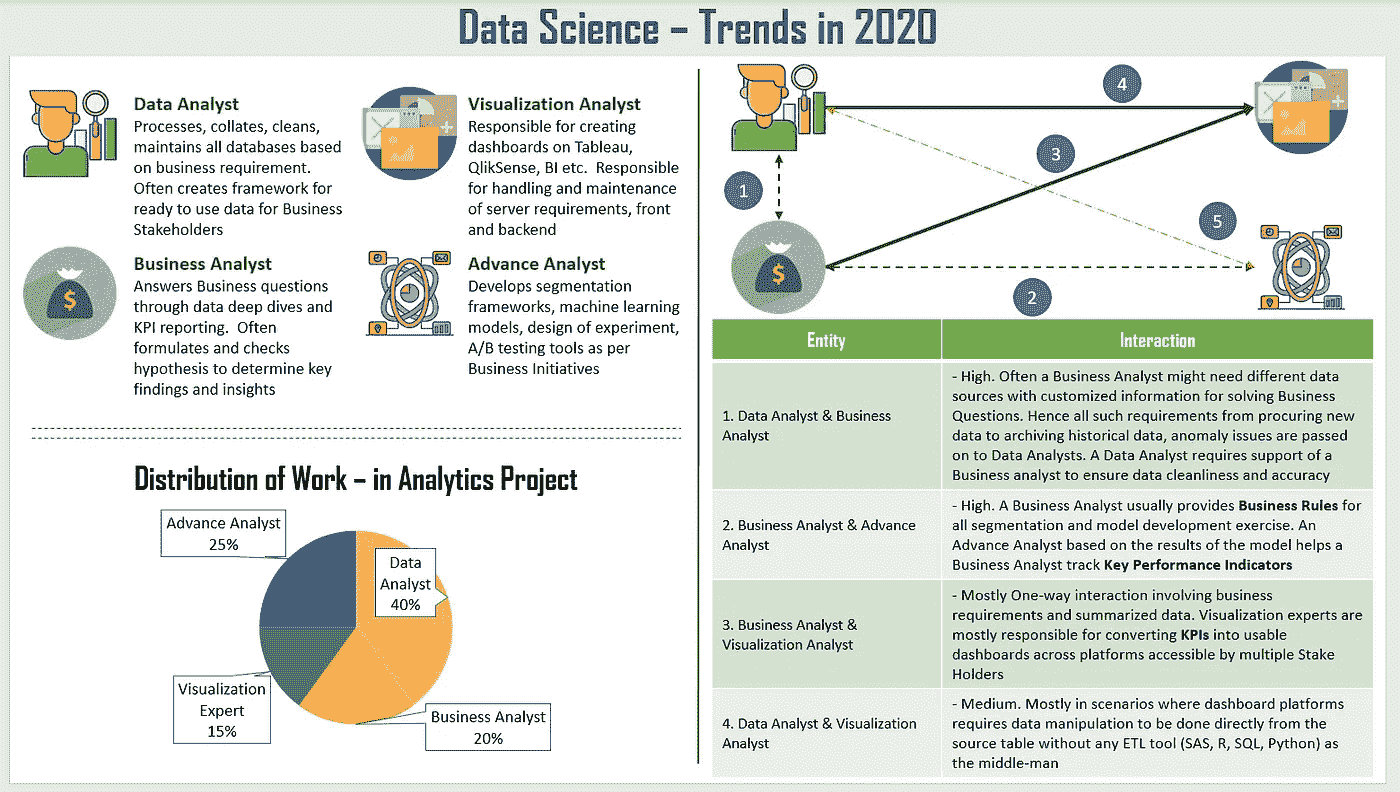 Data Science – Trends in 2020
Data Analyst
Processes, collates, cleans,
maintains all databases based
on business requirement.
Often creates framework for
ready to use data for Business
Stakeholders
Visualization Analyst
Responsible for creating
dashboards on Tableau,
QlikSense, BI etc. Responsible
for handling and maintenance
of server requirements, front
and backend
Business Analyst
Answers Business questions
through data deep dives and
KPI reporting. Often
formulates and checks
hypothesis to determine key
findings and insights
Advance Analyst
Develops segmentation
frameworks, machine learning
models, design of experiment,
A/B testing tools as per
Business Initiatives
Distribution of Work – in Analytics Project
Advance Analyst
25%
Data
Analyst
40%
Visualization
Expert
15%
Business Analyst
20%
4
3
1
5
2
$
$
Entity
Interaction
1. Data Analyst & Business
Analyst
- High. Often a Business Analyst might need different data
sources with customized information for solving Business
Questions. Hence all such requirements from procuring new
data to archiving historical data, anomaly issues are passed
on to Data Analysts. A Data Analyst requires support of a
Business analyst to ensure data cleanliness and accuracy
2. Business Analyst & Advance
Analyst
- High. A Business Analyst usually provides Business Rules for
all segmentation and model development exercise. An
Advance Analyst based on the results of the model helps a
Business Analyst track Key Performance Indicators
3. Business Analyst &
Visualization Analyst
- Mostly One-way interaction involving business
requirements and summarized data. Visualization experts are
mostly responsible for converting KPIs into usable
dashboards across platforms accessible by multiple Stake
Holders
4. Data Analyst & Visualization
Analyst
- Medium. Mostly in scenarios where dashboard platforms
requires data manipulation to be done directly from the
source table without any ETL tool (SAS, R, SQL, Python) as
the middle-man